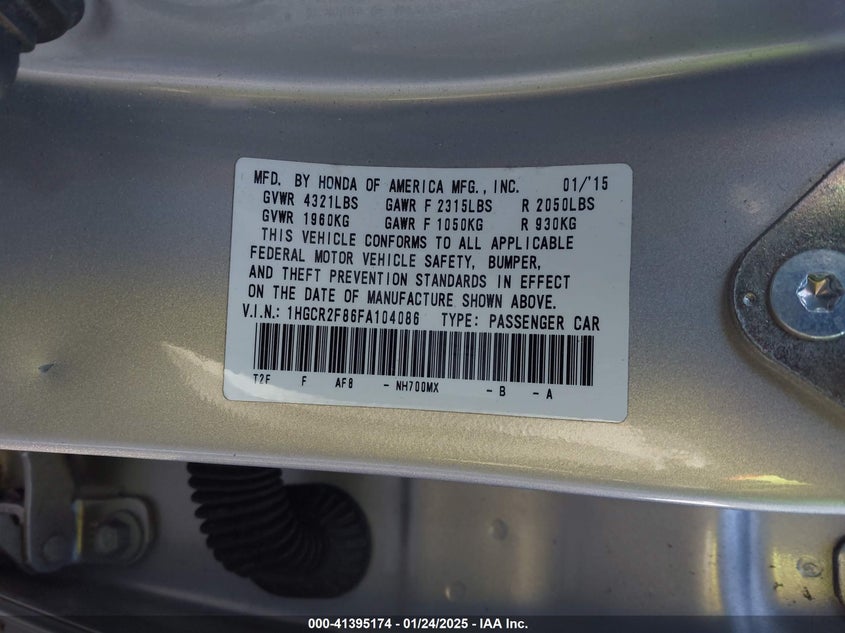 MFD. BY HONDA OF AMERICA MFG., INC. 01/'15
GVWR 4321LBS GAWR F 2315LBS R 2050LBS
GVWR 1960KG GAWR F 1050KG R 930KG
THIS VEHICLE CONFORMS TO ALL APPLICABLE
FEDERAL MOTOR VEHICLE SAFETY, BUMPER,
AND THEFT PREVENTION STANDARDS IN EFFECT
ON THE DATE OF MANUFACTURE SHOWN ABOVE.
V.I.N.: 1HGCR2F86FA104086 TYPE: PASSENGER CAR
T2F F AF8 - NH700MX - B - A
000-41395174 — 01/24/2025 — IAA Inc.